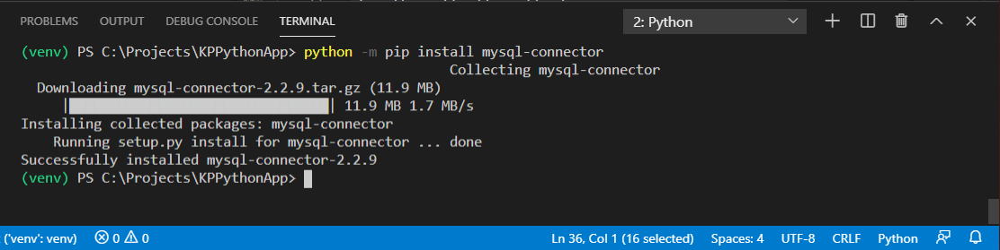 PROBLEMS OUTPUT DEBUG CONSOLE TERMINAL 2: Python
(venv) PS C:\Projects\KPPythonApp> python -m pip install mysql-connector
Collecting mysql-connector
Downloading mysql-connector-2.2.9.tar.gz (11.9 MB)
|████████████████████████████████| 11.9 MB 1.7 MB/s
Installing collected packages: mysql-connector
Running setup.py install for mysql-connector ... done
Successfully installed mysql-connector-2.2.9
(venv) PS C:\Projects\KPPythonApp>
('venv': venv) 0 0 Ln 36, Col 1 (16 selected) Spaces: 4 UTF-8 CRLF Python